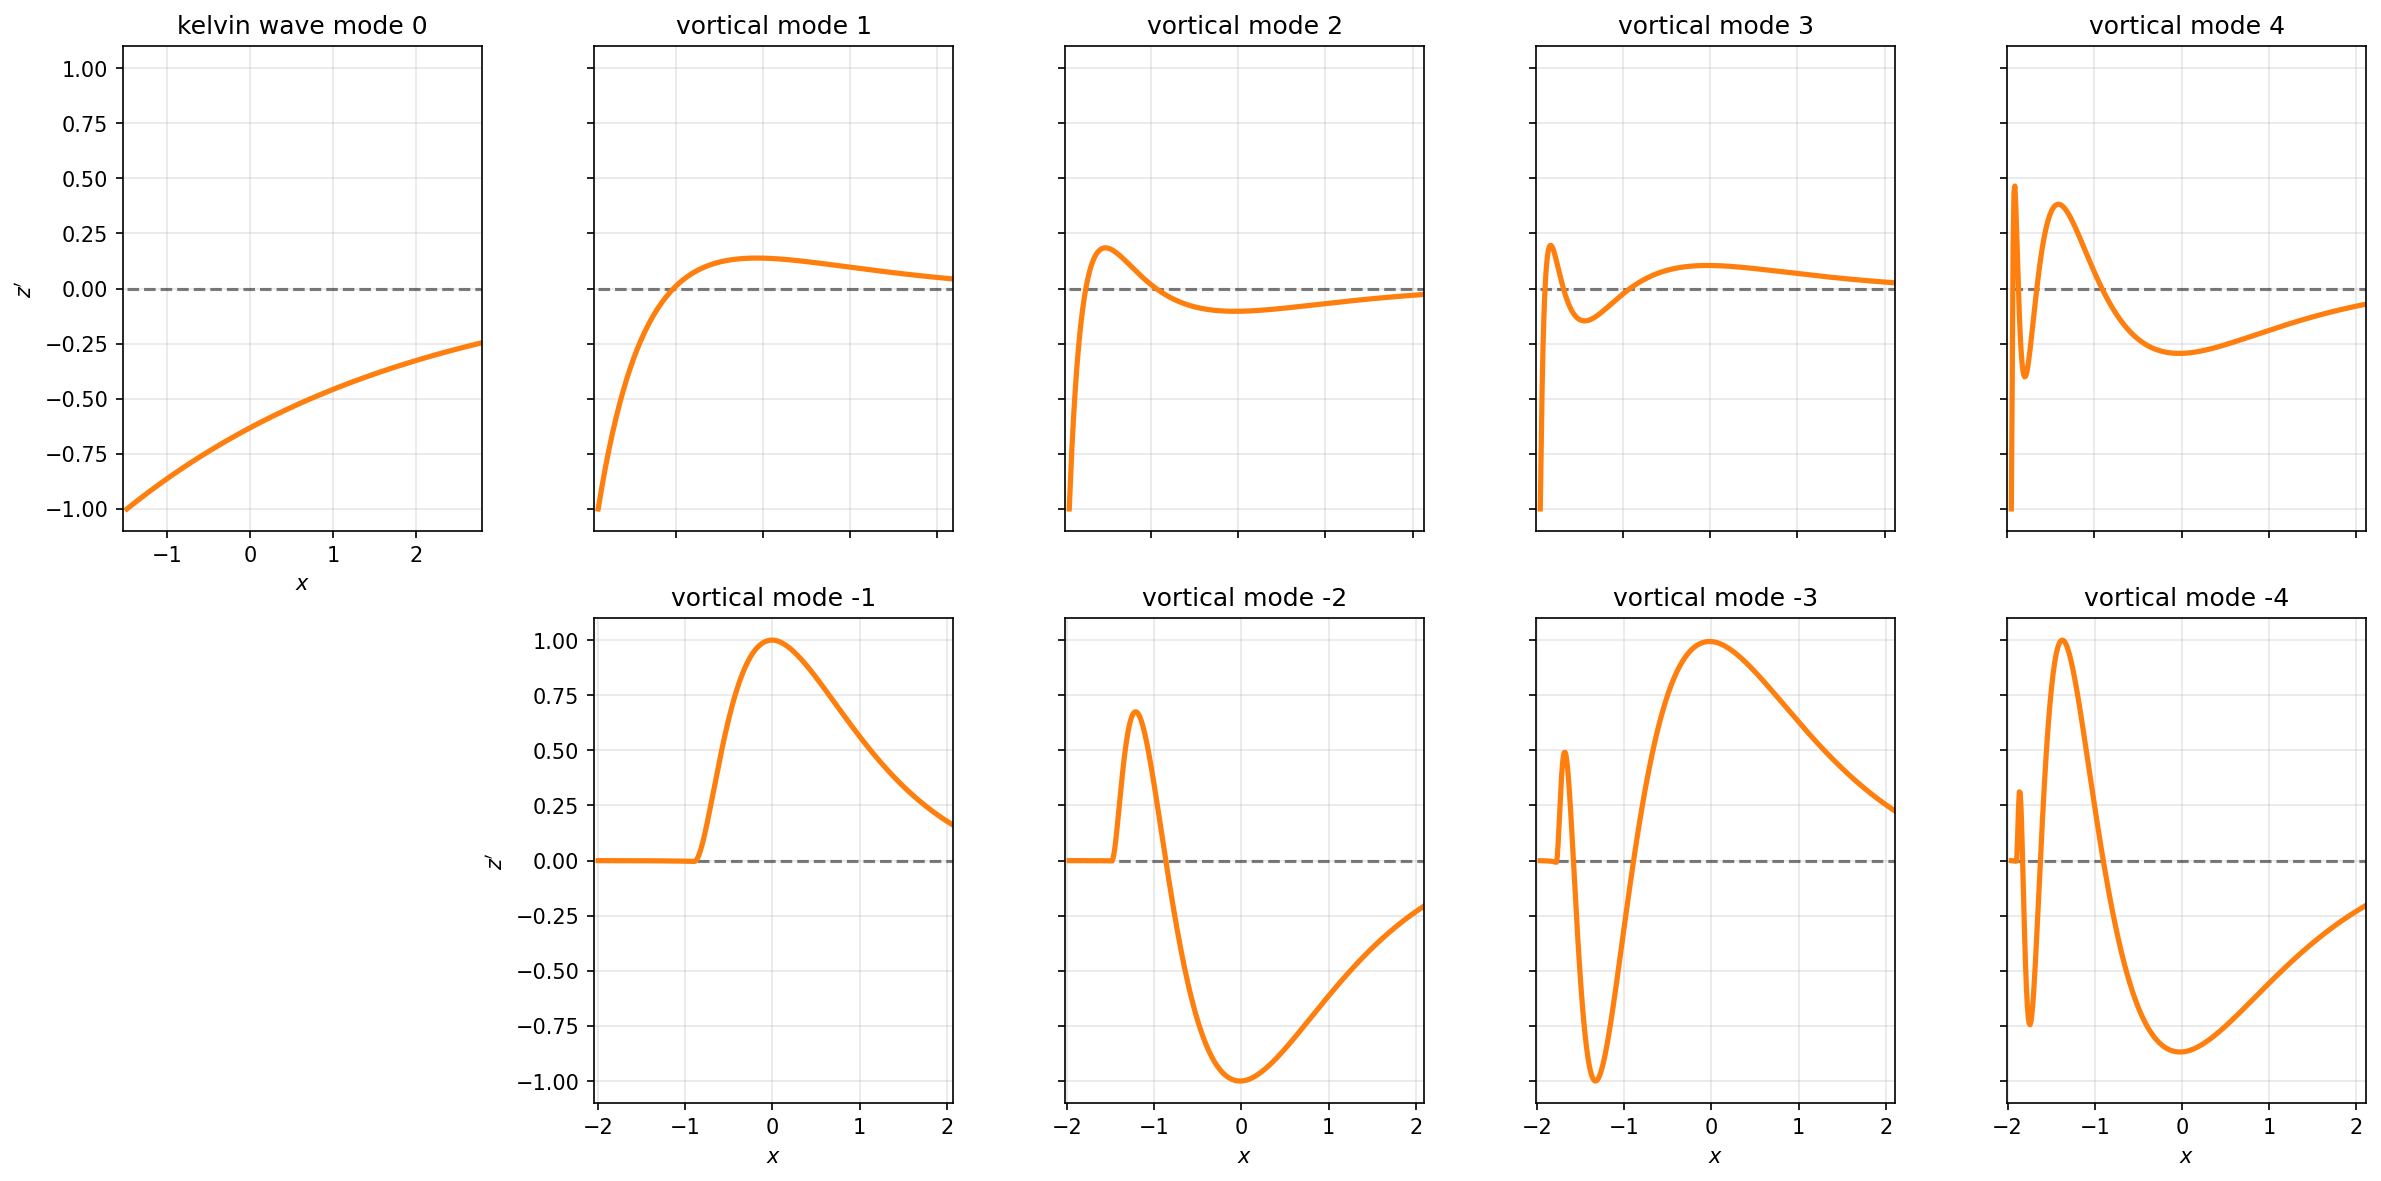 kelvin wave mode 0
vortical mode 1
vortical mode 2
vortical mode 3
vortical mode 4
1.00
0.75
0.50
0.25
0.00
−0.25
−0.50
−0.75
−1.00
z′
−1 0 1 2
x
vortical mode -1
vortical mode -2
vortical mode -3
vortical mode -4
1.00
0.75
0.50
0.25
0.00
−0.25
−0.50
−0.75
−1.00
z′
−2 −1 0 1 2
x
−2 −1 0 1 2
x
−2 −1 0 1 2
x
−2 −1 0 1 2
x